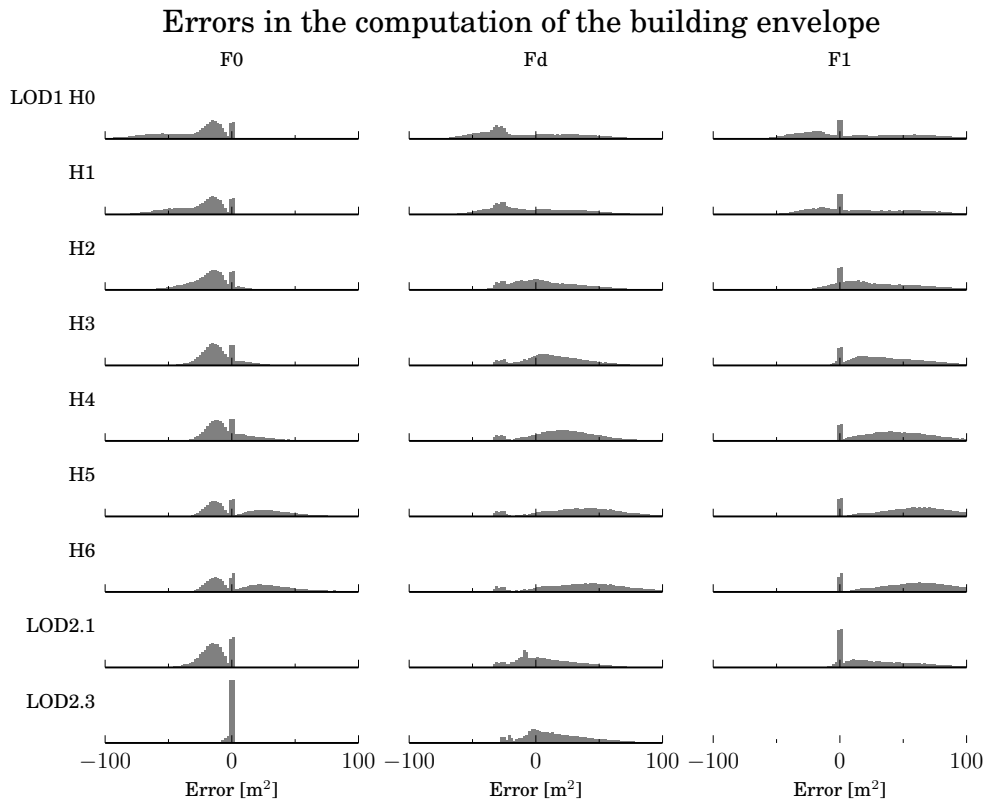 Errors in the computation of the building envelope
F0 Fd F1
LOD1 H0
H1
H2
H3
H4
H5
H6
LOD2.1
LOD2.3
−100 0 100 −100 0 100 −100 0 100
Error [m²] Error [m²] Error [m²]